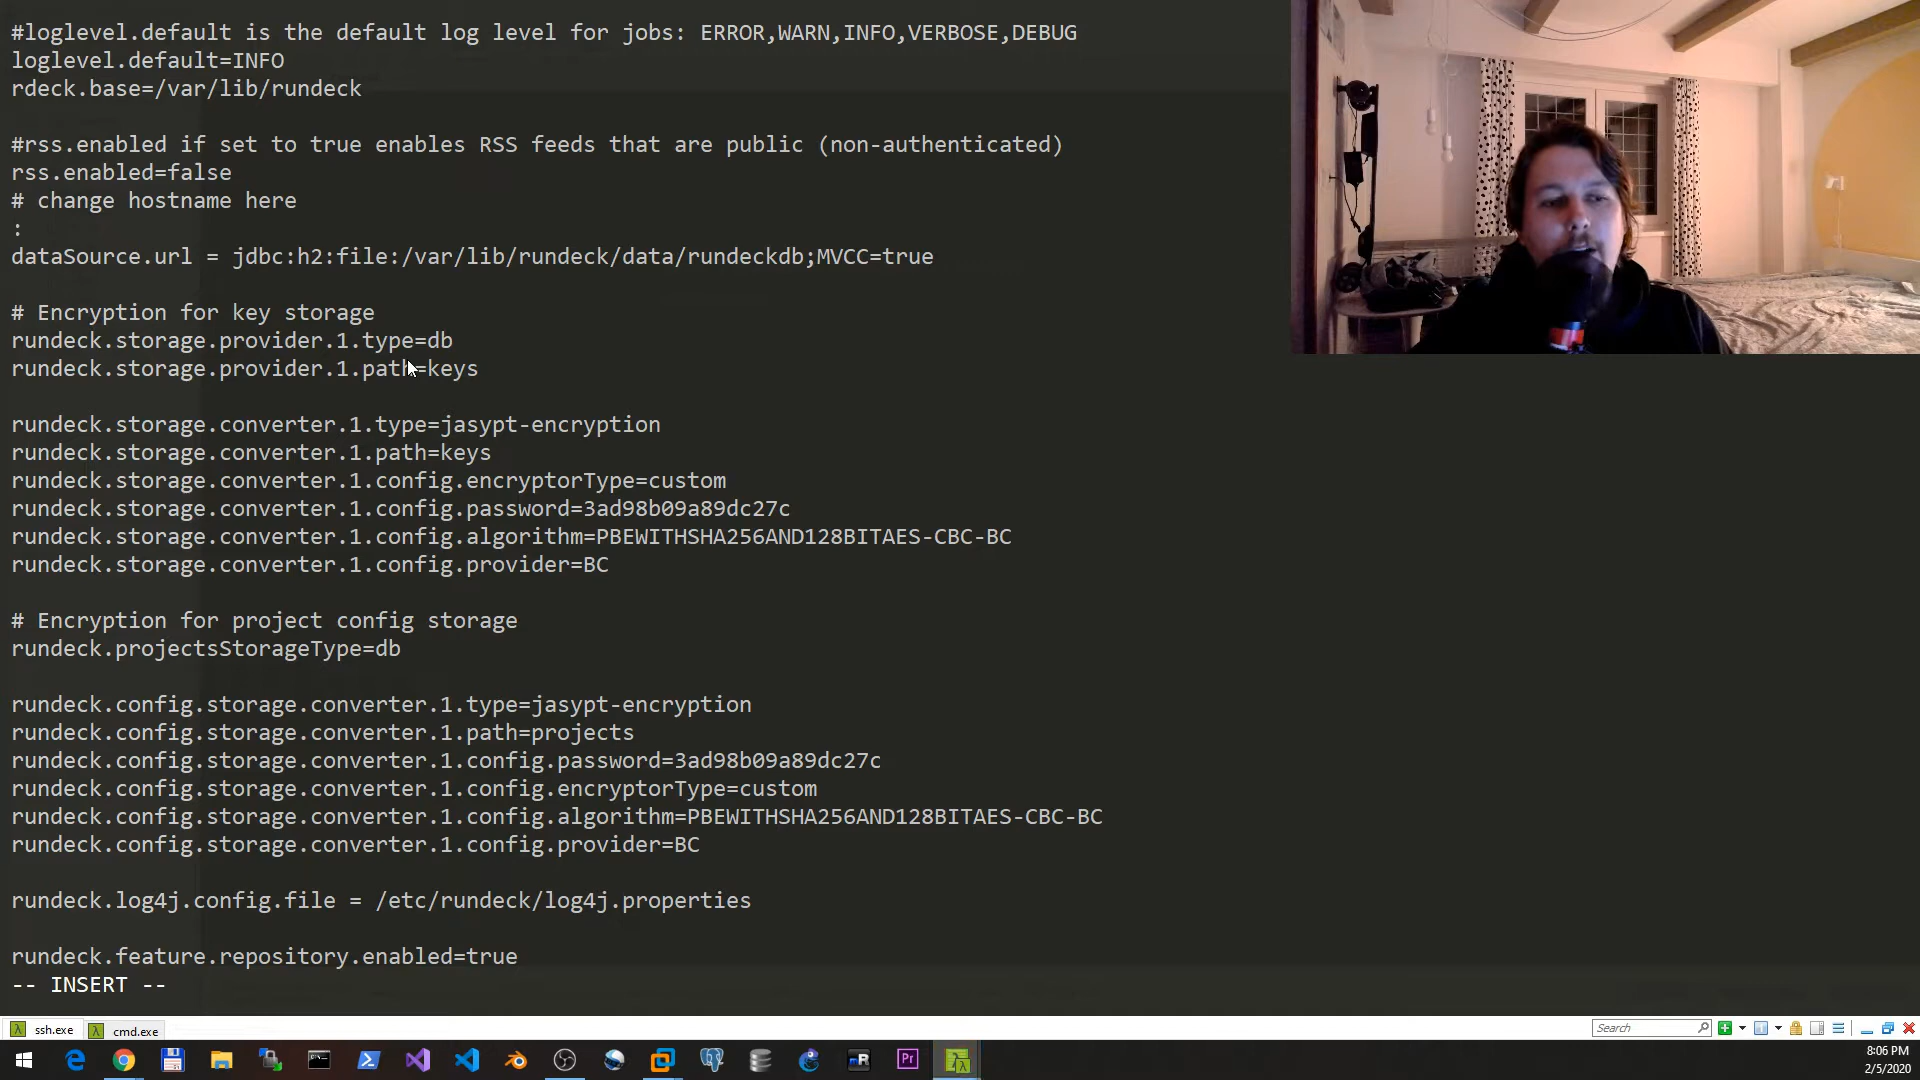 #loglevel.default is the default log level for jobs: ERROR,WARN,INFO,VERBOSE,DEBUG
loglevel.default=INFO
rdeck.base=/var/lib/rundeck
#rss.enabled if set to true enables RSS feeds that are public (non-authenticated)
rss.enabled=false
# change hostname here
:
dataSource.url = jdbc:h2:file:/var/lib/rundeck/data/rundeckdb;MVCC=true
# Encryption for key storage
rundeck.storage.provider.1.type=db
rundeck.storage.provider.1.path=keys
rundeck.storage.converter.1.type=jasypt-encryption
rundeck.storage.converter.1.path=keys
rundeck.storage.converter.1.config.encryptorType=custom
rundeck.storage.converter.1.config.password=3ad98b09a89dc27c
rundeck.storage.converter.1.config.algorithm=PBEWITHSHA256AND128BITAES-CBC-BC
rundeck.storage.converter.1.config.provider=BC
# Encryption for project config storage
rundeck.projectsStorageType=db
rundeck.config.storage.converter.1.type=jasypt-encryption
rundeck.config.storage.converter.1.path=projects
rundeck.config.storage.converter.1.config.password=3ad98b09a89dc27c
rundeck.config.storage.converter.1.config.encryptorType=custom
rundeck.config.storage.converter.1.config.algorithm=PBEWITHSHA256AND128BITAES-CBC-BC
rundeck.config.storage.converter.1.config.provider=BC
rundeck.log4j.config.file = /etc/rundeck/log4j.properties
rundeck.feature.repository.enabled=true
-- INSERT --
ssh.exe
cmd.exe
Search
mR
Pr
8:06 PM
2/5/2020